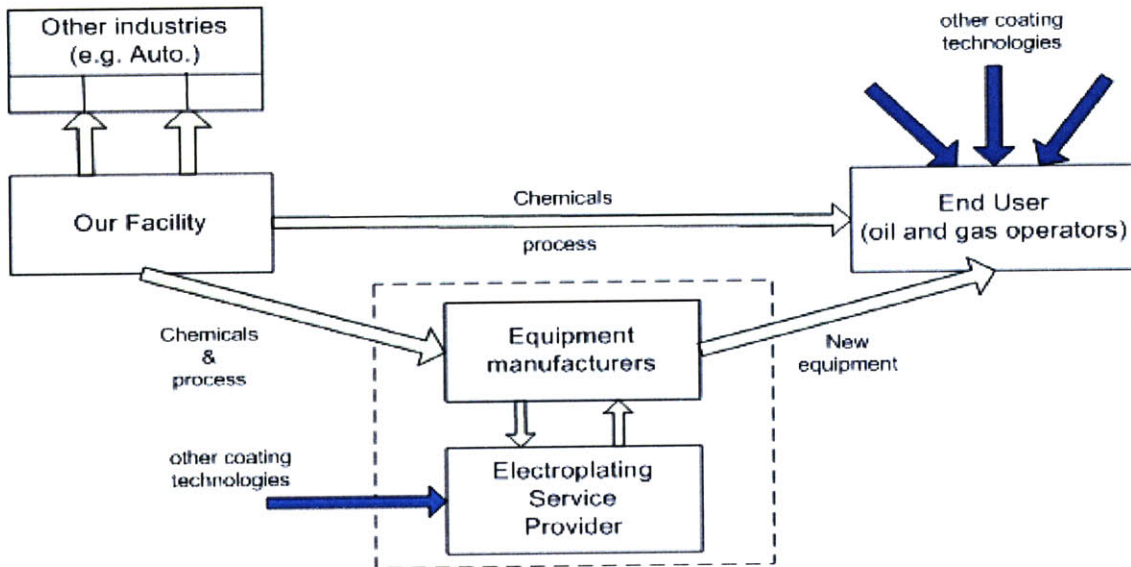 Other industries
(e.g. Auto.)
other coating
technologies
Our Facility
Chemicals
process
End User
(oil and gas operators)
Chemicals
&
process
Equipment
manufacturers
New
equipment
other coating
technologies
Electroplating
Service
Provider